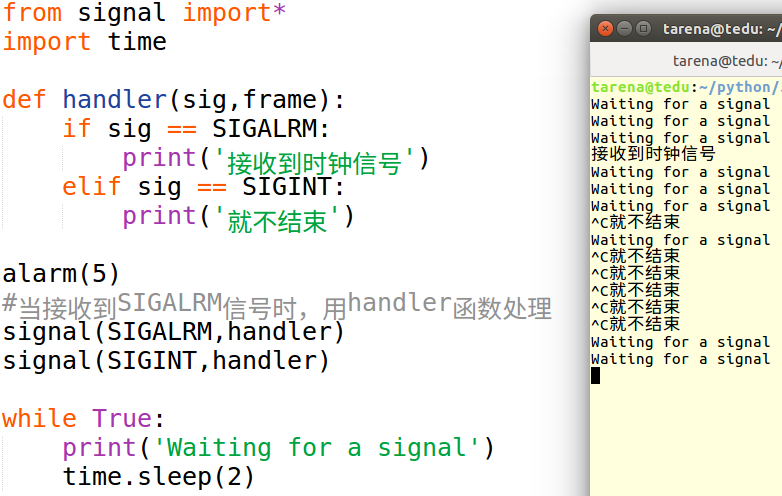 from signal import*
import time
def handler(sig,frame):
if sig == SIGALRM:
print('接收到时钟信号')
elif sig == SIGINT:
print('就不结束')
alarm(5)
#当接收到SIGALRM信号时，用handler函数处理
signal(SIGALRM,handler)
signal(SIGINT,handler)
while True:
print('Waiting for a signal')
time.sleep(2)
tarena@tedu: ~/
tarena@tedu: ~/
tarena@tedu:~/python/
Waiting for a signal
Waiting for a signal
Waiting for a signal
接收到时钟信号
Waiting for a signal
Waiting for a signal
Waiting for a signal
^C就不结束
Waiting for a signal
^C就不结束
^C就不结束
^C就不结束
^C就不结束
^C就不结束
Waiting for a signal
Waiting for a signal